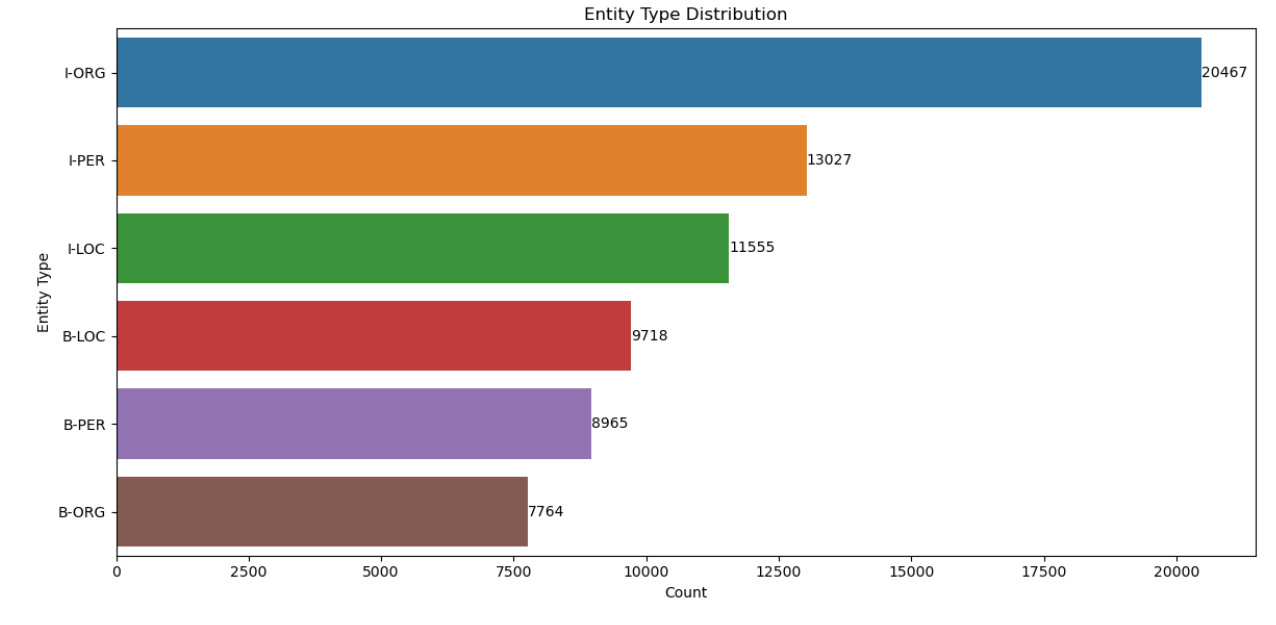 Entity Type Distribution
I-ORG 20467
I-PER 13027
I-LOC 11555
B-LOC 9718
B-PER 8965
B-ORG 7764
Entity Type
0 2500 5000 7500 10000 12500 15000 17500 20000
Count